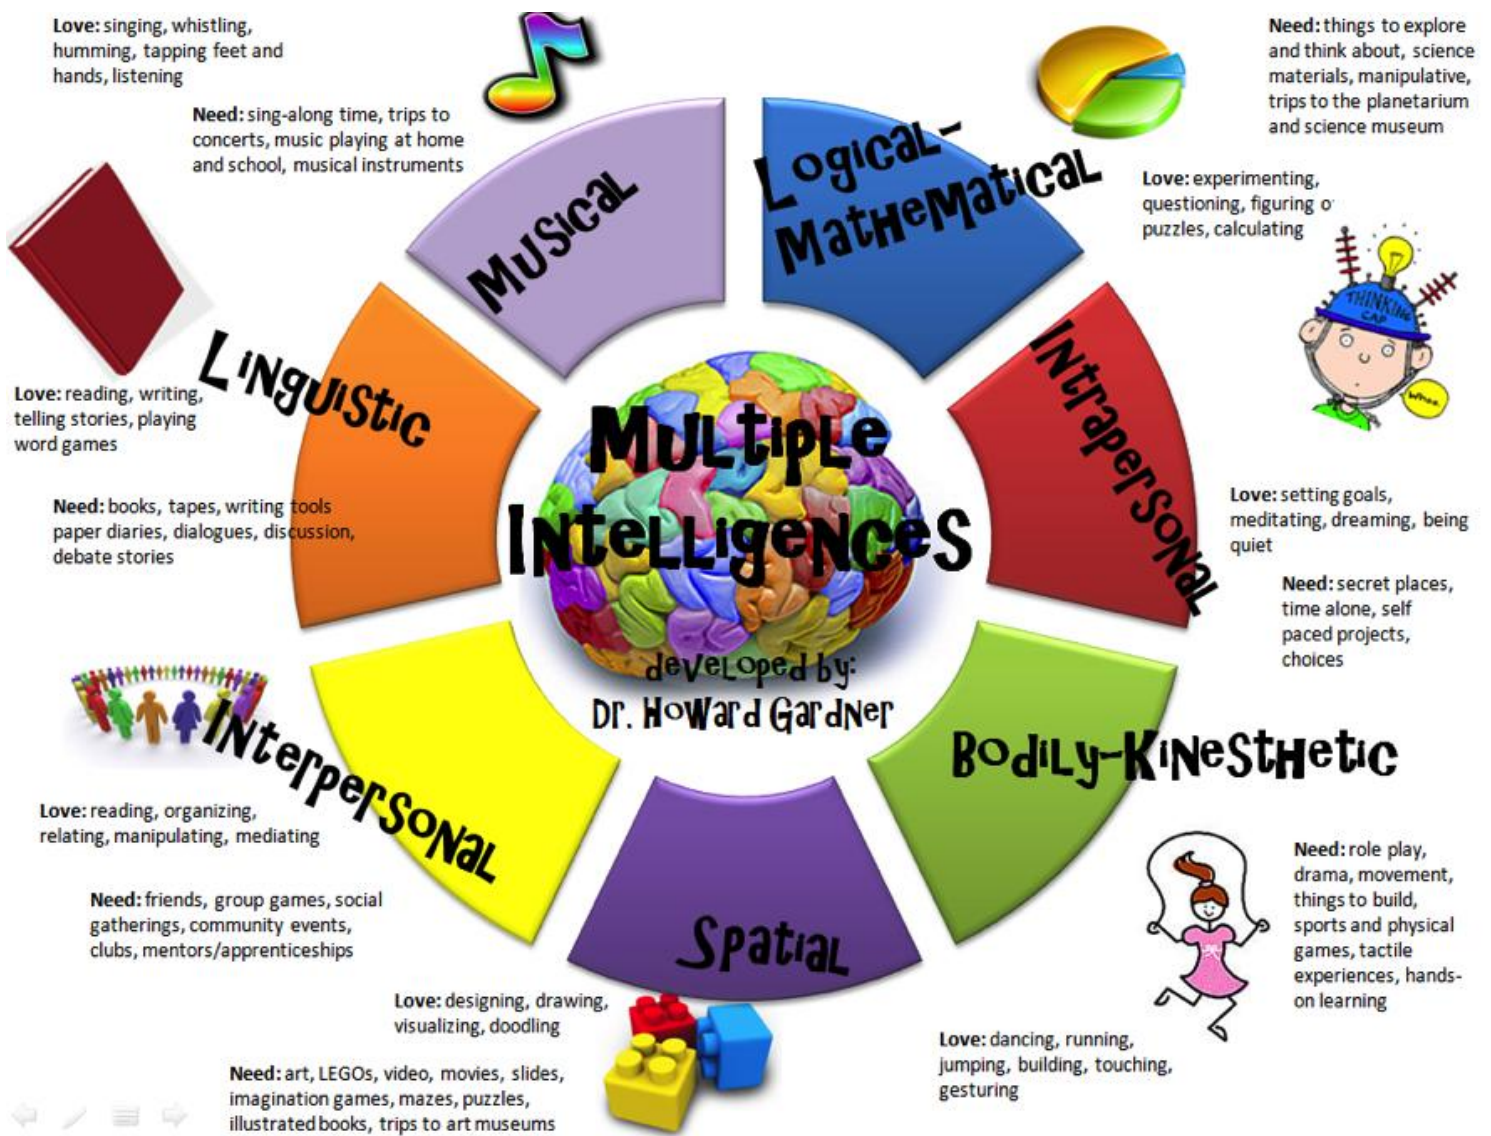 Love: singing, whistling,
humming, tapping feet and
hands, listening
Need: sing-along time, trips to
concerts, music playing at home
and school, musical instruments
Musical
Logical-
Mathematical
Need: things to explore
and think about, science
materials, manipulative,
trips to the planetarium
and science museum
Love: experimenting,
questioning, figuring
puzzles, calculating
THINKING
CAP
Linguistic
Love: reading, writing,
telling stories, playing
word games
Need: books, tapes, writing tools
paper diaries, dialogues, discussion,
debate stories
Multiple
Intelligences
developed by:
Dr. Howard Gardner
Intrapersonal
Love: setting goals,
meditating, dreaming, being
quiet
Need: secret places,
time alone, self
paced projects,
choices
Interpersonal
Love: reading, organizing,
relating, manipulating, mediating
Need: friends, group games, social
gatherings, community events,
clubs, mentors/apprenticeships
Bodily-Kinesthetic
Need: role play,
drama, movement,
things to build,
sports and physical
games, tactile
experiences, hands-
on learning
Love: dancing, running,
jumping, building, touching,
gesturing
Spatial
Love: designing, drawing,
visualizing, doodling
Need: art, LEGOs, video, movies, slides,
imagination games, mazes, puzzles,
illustrated books, trips to art museums